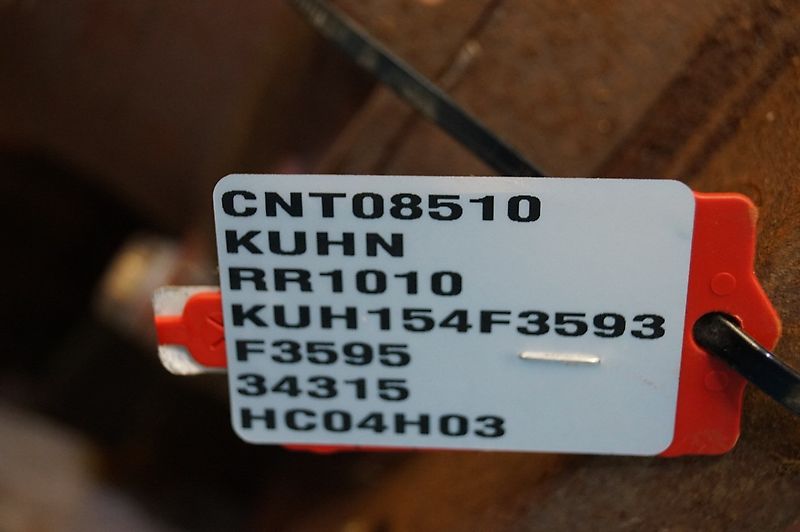 CNT08510
KUHN
RR1010
KUH154F3593
F3595
34315
HC04H03